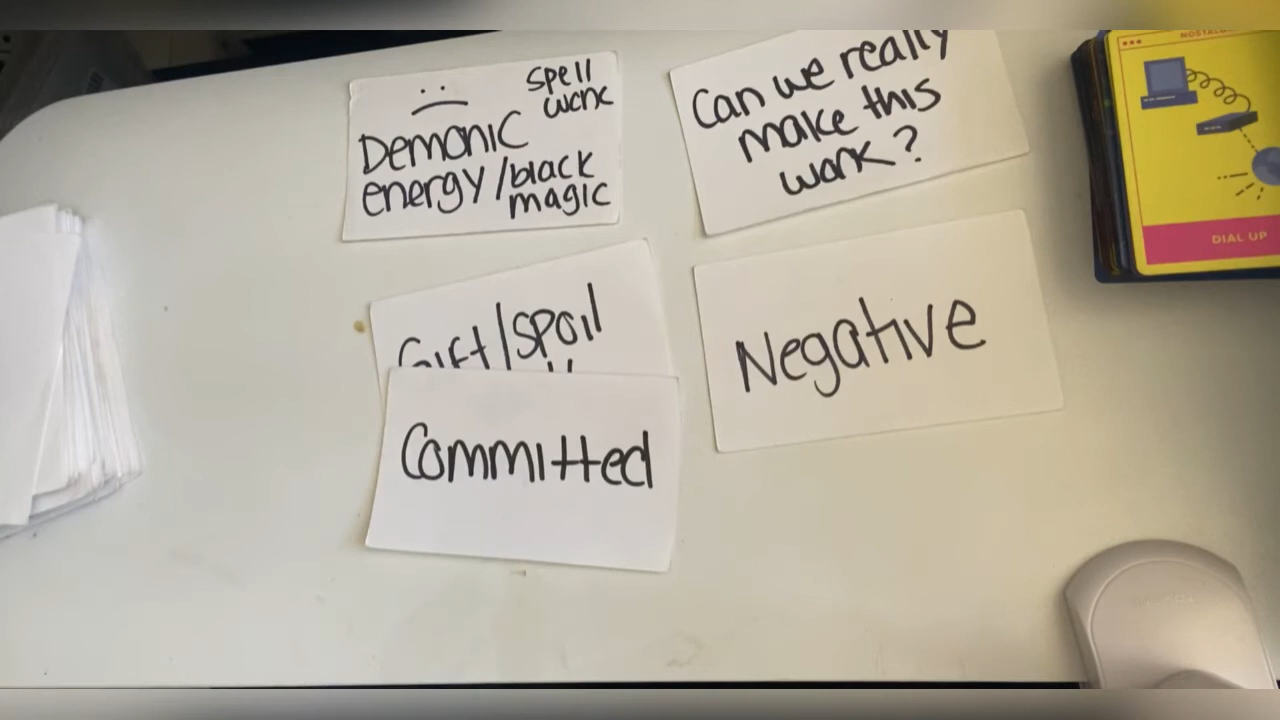 spell
work
Demonic
energy/black
magic
Can we really
make this
work?
Gift/spoil
Committed
Negative
DIAL UP